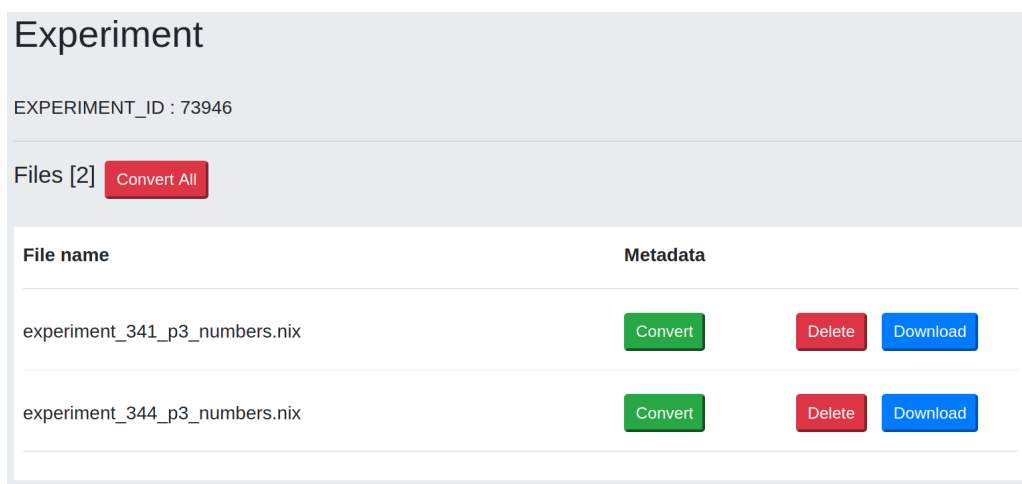 Experiment
EXPERIMENT_ID : 73946
Files [2] Convert All
File name Metadata
experiment_341_p3_numbers.nix Convert Delete Download
experiment_344_p3_numbers.nix Convert Delete Download